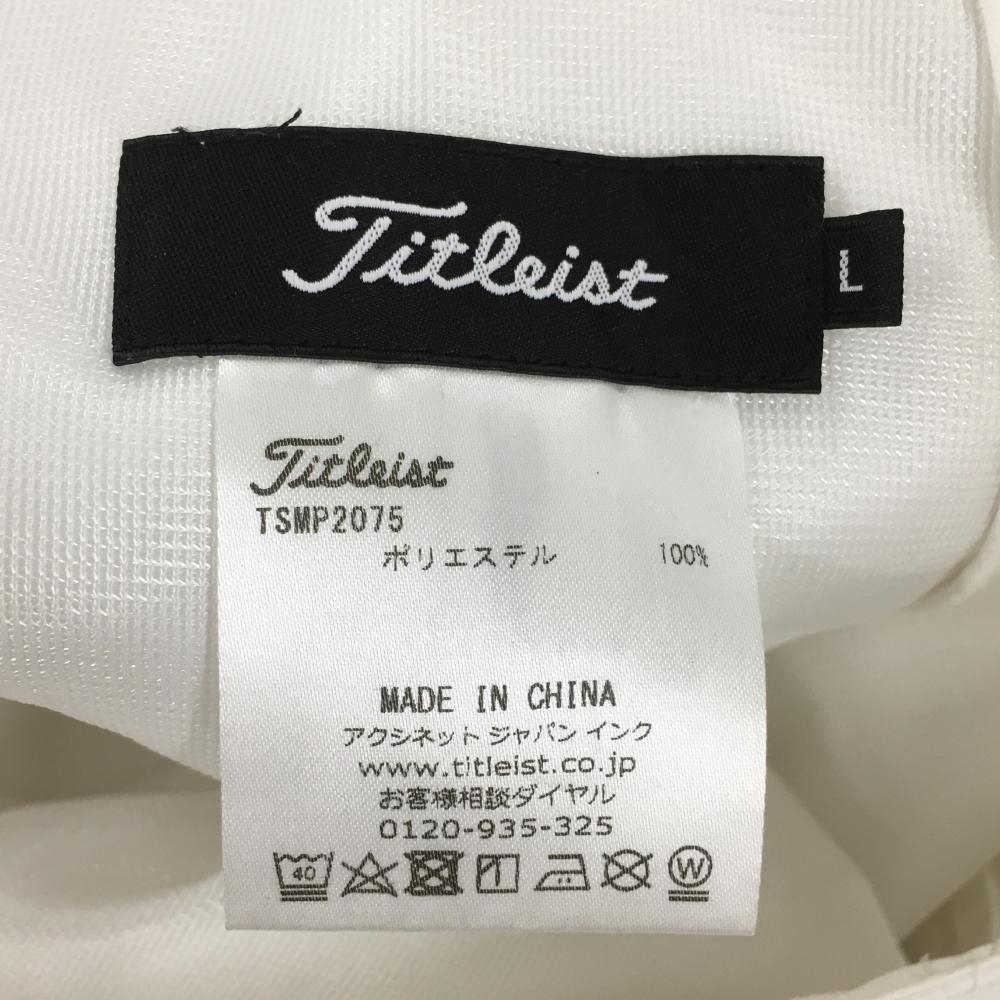 Titleist
L
Titleist
TSMP2075
ポリエステル 100%
MADE IN CHINA
アクシネット ジャパン インク
www.titleist.co.jp
お客様相談ダイヤル
0120-935-325
40 W